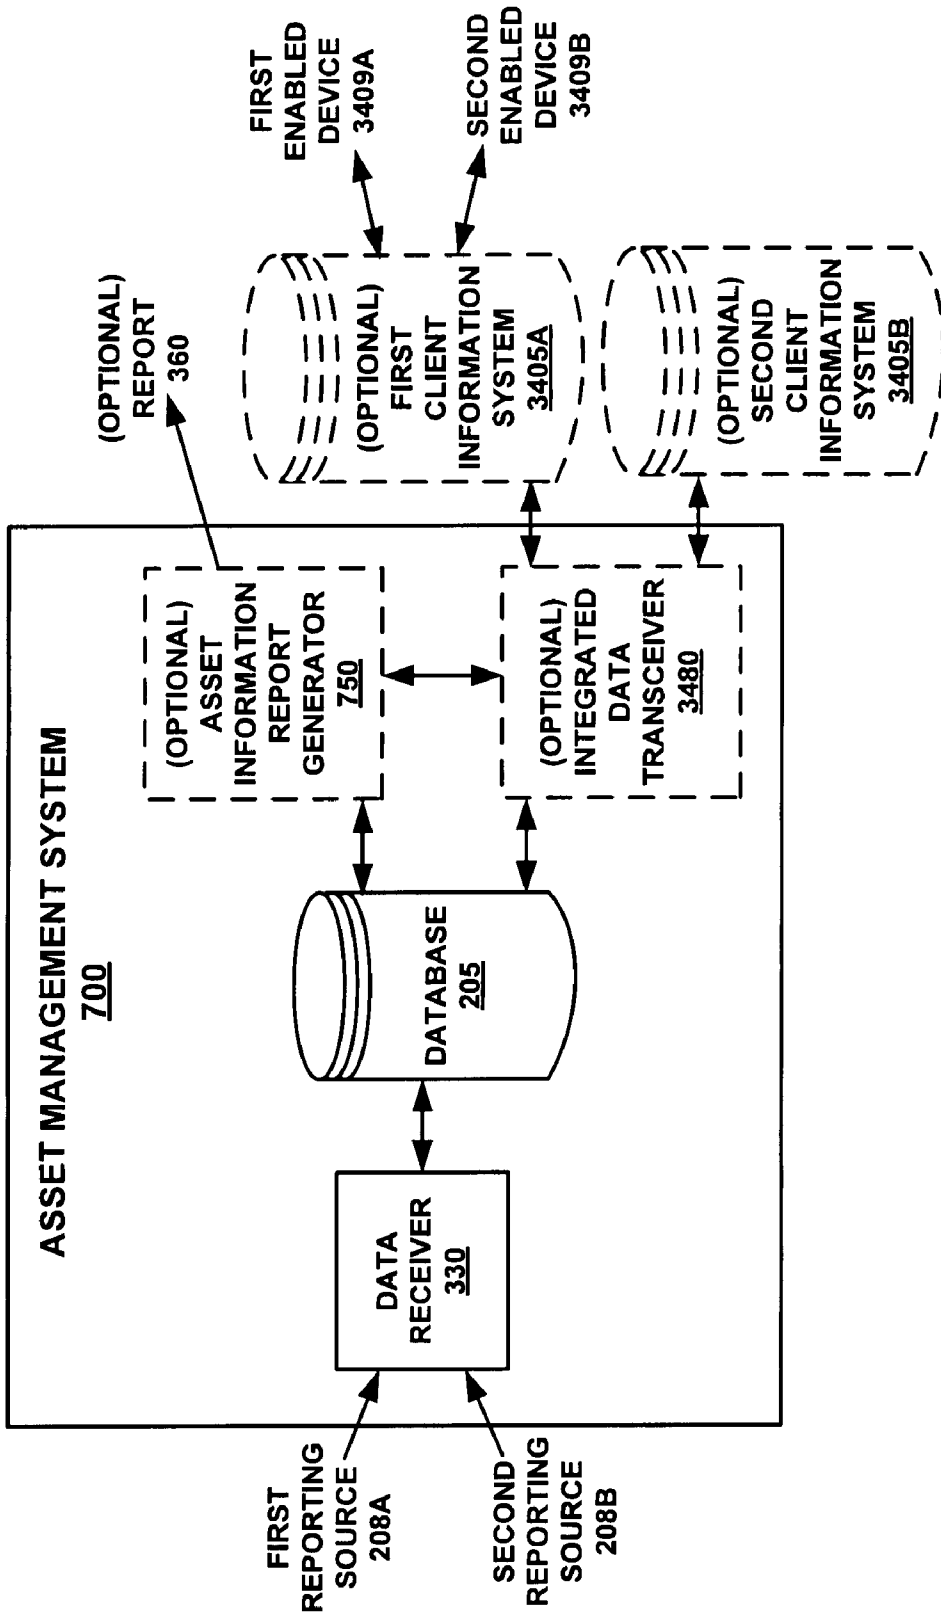 ASSET MANAGEMENT SYSTEM
700
FIRST
REPORTING
SOURCE
208A
SECOND
REPORTING
SOURCE
208B
DATA
RECEIVER
330
DATABASE
205
(OPTIONAL)
ASSET
INFORMATION
REPORT
GENERATOR
750
(OPTIONAL)
INTEGRATED
DATA
TRANSCEIVER
3480
(OPTIONAL)
REPORT
360
(OPTIONAL)
FIRST
CLIENT
INFORMATION
SYSTEM
3405A
(OPTIONAL)
SECOND
CLIENT
INFORMATION
SYSTEM
3405B
FIRST
ENABLED
DEVICE
3409A
SECOND
ENABLED
DEVICE
3409B